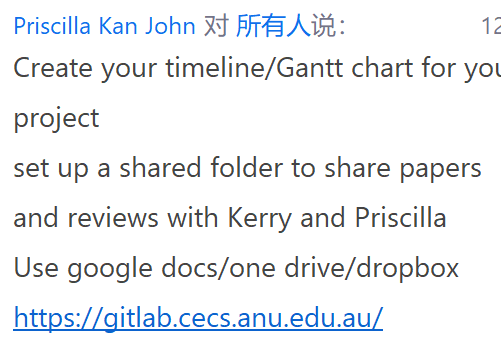 Priscilla Kan John 对 所有人说： 12
Create your timeline/Gantt chart for you
project
set up a shared folder to share papers
and reviews with Kerry and Priscilla
Use google docs/one drive/dropbox
https://gitlab.cecs.anu.edu.au/